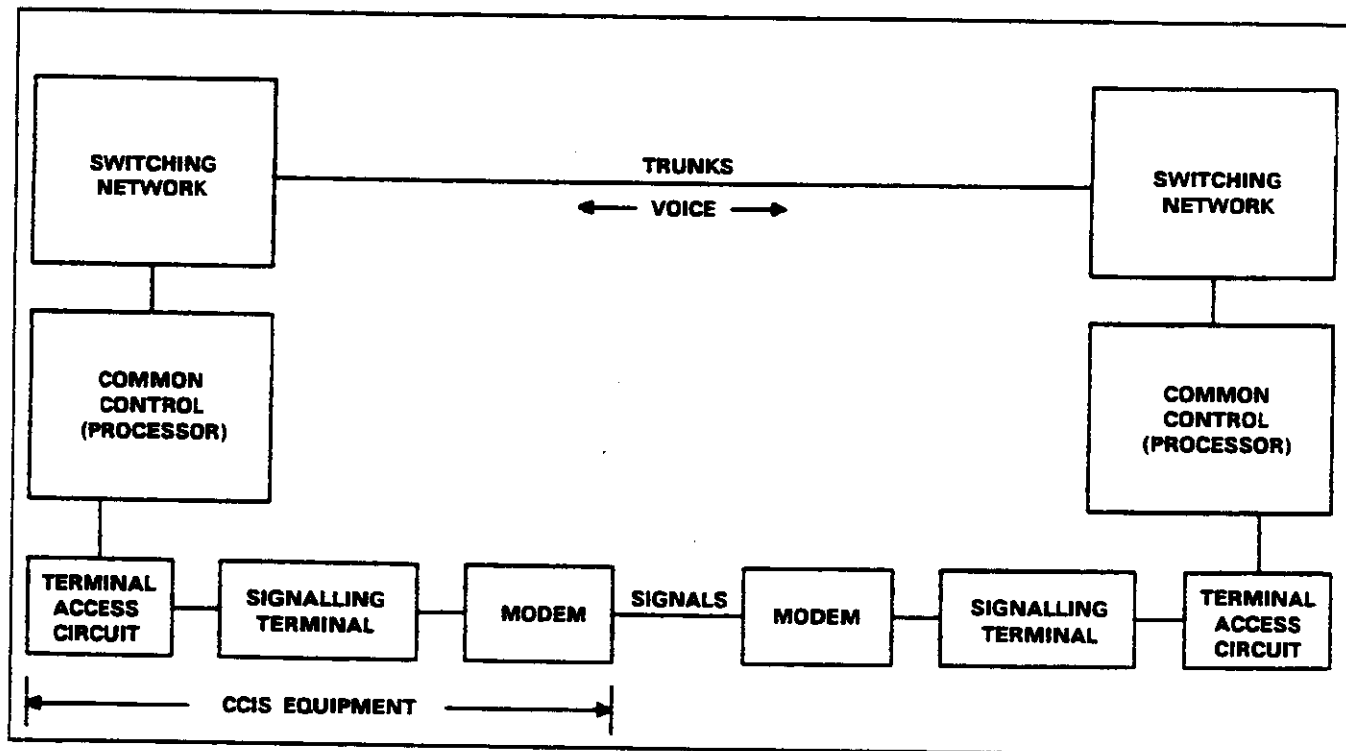 SWITCHING
NETWORK
TRUNKS
VOICE
SWITCHING
NETWORK
COMMON
CONTROL
(PROCESSOR)
COMMON
CONTROL
(PROCESSOR)
TERMINAL
ACCESS
CIRCUIT
SIGNALLING
TERMINAL
MODEM
SIGNALS
MODEM
SIGNALLING
TERMINAL
TERMINAL
ACCESS
CIRCUIT
CCIS EQUIPMENT